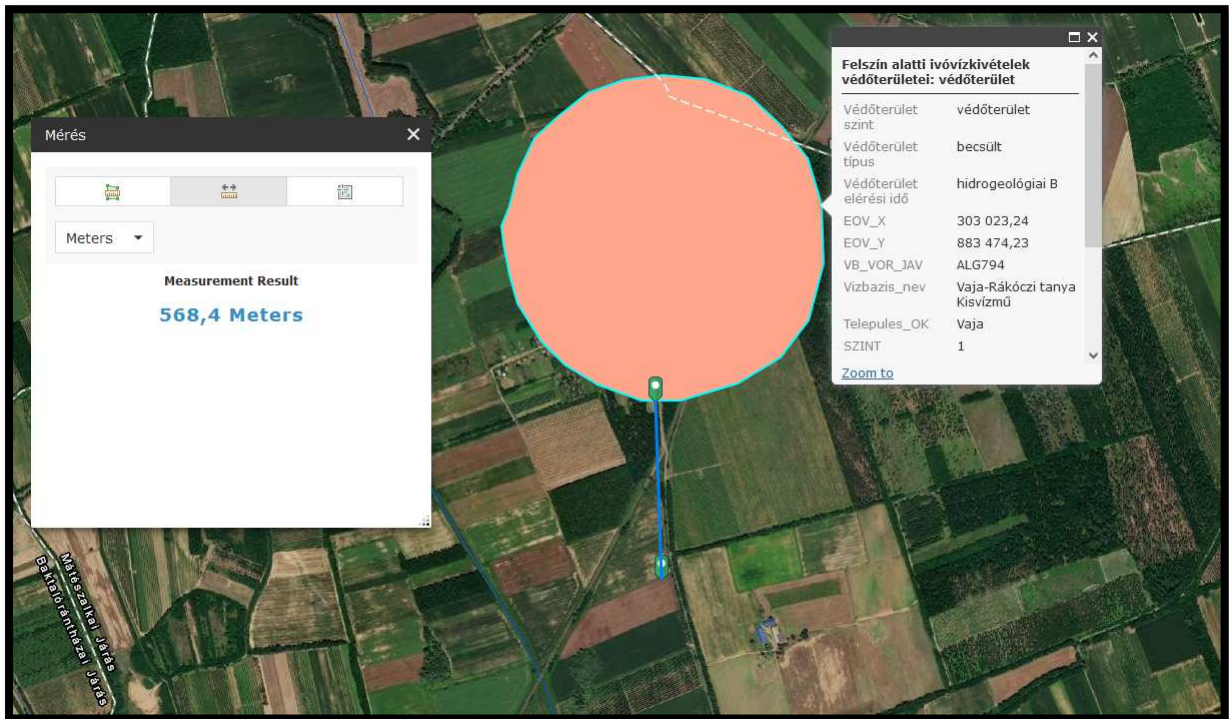 Mérés
Meters
Measurement Result
568,4 Meters
Felszín alatti ivóvízkivételek
védőterületei: védőterület
Védőterület szint védőterület
Védőterület típus becsült
Védőterület elérési idő hidrogeológiai B
EOV_X 303 023,24
EOV_Y 883 474,23
VB_VOR_JAV ALG794
Vizbazis_nev Vaja-Rákóczi tanya
Kisvízmű
Telepules_OK Vaja
SZINT 1
Zoom to
Mátészalkai Járás
Baktalórántházai Járás